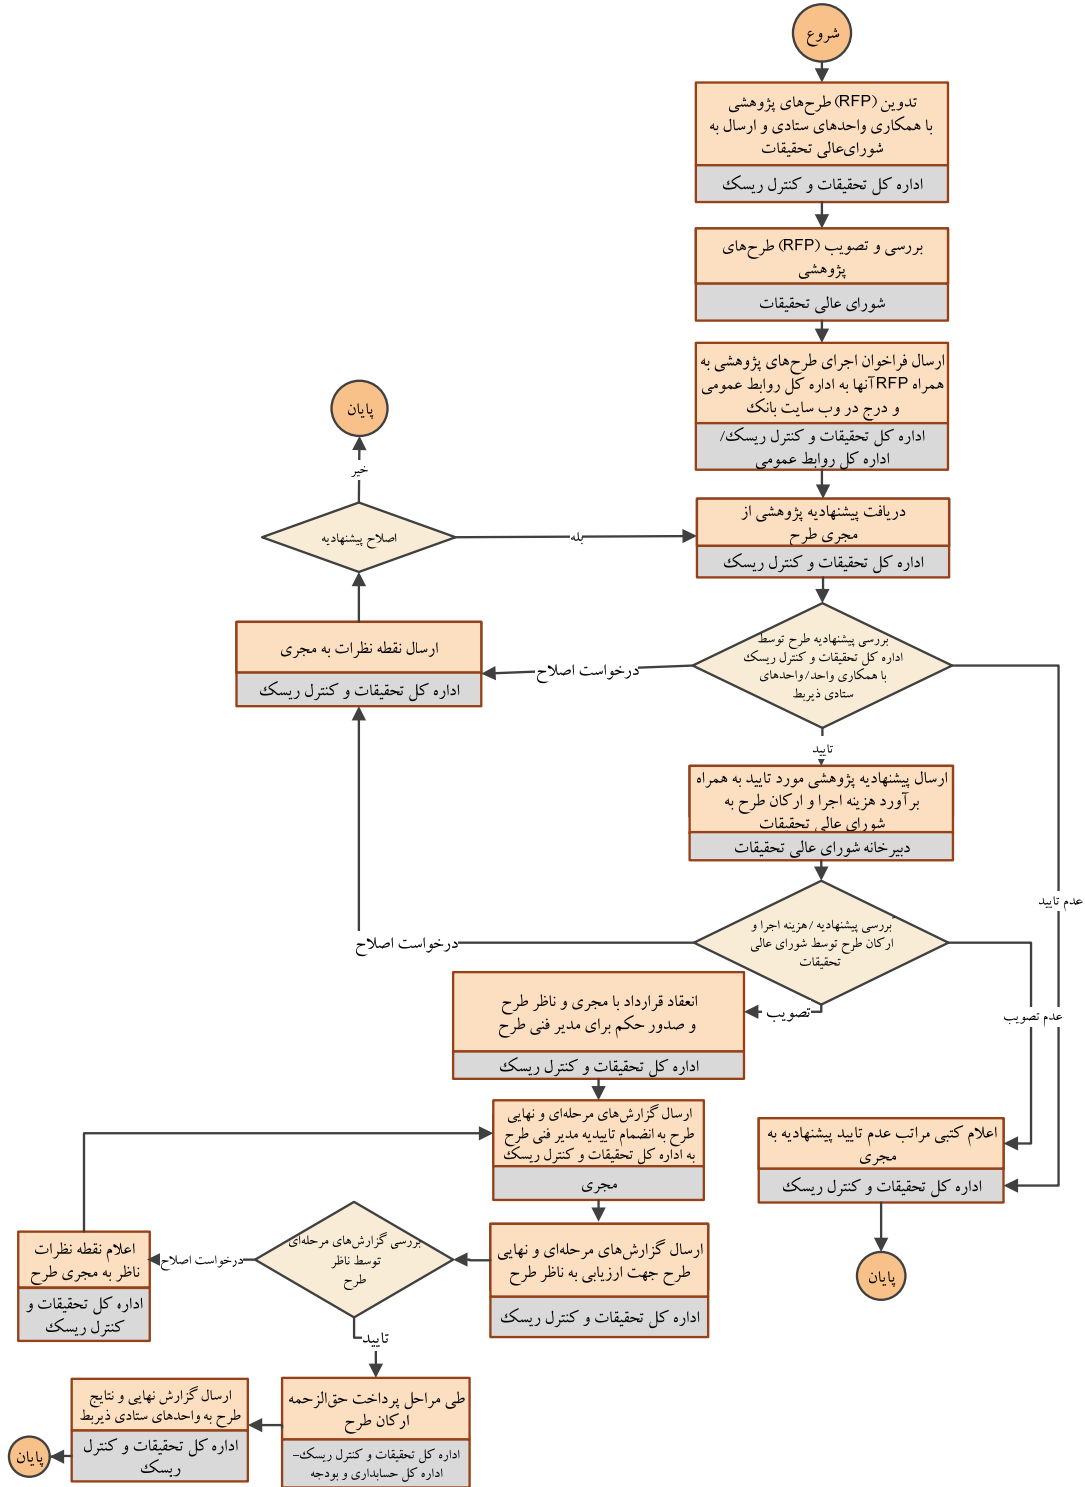 شروع
تدوین (RFP) طرح‌های پژوهشی
با همکاری واحدهای ستادی و ارسال به
شورای‌عالی تحقیقات
اداره کل تحقیقات و کنترل ریسک
بررسی و تصویب (RFP) طرح‌های
پژوهشی
شورای عالی تحقیقات
ارسال فراخوان اجرای طرح‌های پژوهشی به
همراه RFP آنها به اداره کل روابط عمومی
و درج در وب سایت بانک
اداره کل تحقیقات و کنترل ریسک/
اداره کل روابط عمومی
پایان
خیر
اصلاح پیشنهادیه
بله
دریافت پیشنهادیه پژوهشی از
مجری طرح
اداره کل تحقیقات و کنترل ریسک
بررسی پیشنهادیه طرح توسط
اداره کل تحقیقات و کنترل ریسک
با همکاری واحد/واحدهای
ستادی ذیربط
درخواست اصلاح
ارسال نقطه نظرات به مجری
اداره کل تحقیقات و کنترل ریسک
تایید
ارسال پیشنهادیه پژوهشی مورد تایید به همراه
برآورد هزینه اجرا و ارکان طرح به
شورای عالی تحقیقات
دبیرخانه شورای عالی تحقیقات
عدم تایید
بررسی پیشنهادیه /هزینه اجرا و
ارکان طرح توسط شورای عالی
تحقیقات
درخواست اصلاح
تصویب
عدم تصویب
انعقاد قرارداد با مجری و ناظر طرح
و صدور حکم برای مدیر فنی طرح
اداره کل تحقیقات و کنترل ریسک
ارسال گزارش‌های مرحله‌ای و نهایی
طرح به انضمام تاییدیه مدیر فنی طرح
به اداره کل تحقیقات و کنترل ریسک
مجری
اعلام کتبی مراتب عدم تایید پیشنهادیه به
مجری
اداره کل تحقیقات و کنترل ریسک
پایان
ارسال گزارش‌های مرحله‌ای و نهایی
طرح جهت ارزیابی به ناظر طرح
اداره کل تحقیقات و کنترل ریسک
بررسی گزارش‌های مرحله‌ای
توسط ناظر
طرح
درخواست اصلاح
اعلام نقطه نظرات
ناظر به مجری طرح
اداره کل تحقیقات و
کنترل ریسک
تایید
طی مراحل پرداخت حق‌الزحمه
ارکان طرح
اداره کل تحقیقات و کنترل ریسک-
اداره کل حسابداری و بودجه
ارسال گزارش نهایی و نتایج
طرح به واحدهای ستادی ذیربط
اداره کل تحقیقات و کنترل
ریسک
پایان